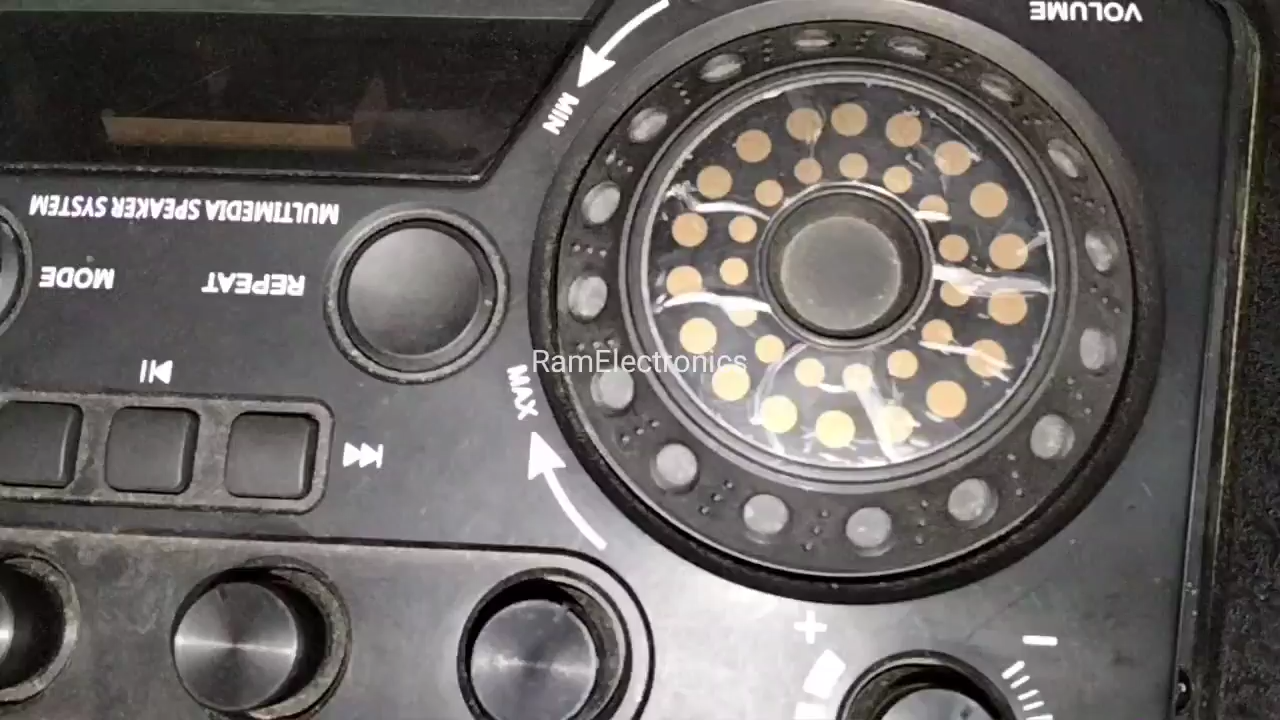 VOLUME
MIN
MULTIMEDIA SPEAKER SYSTEM
REPEAT
MODE
RamElectronics
MAX
+
-